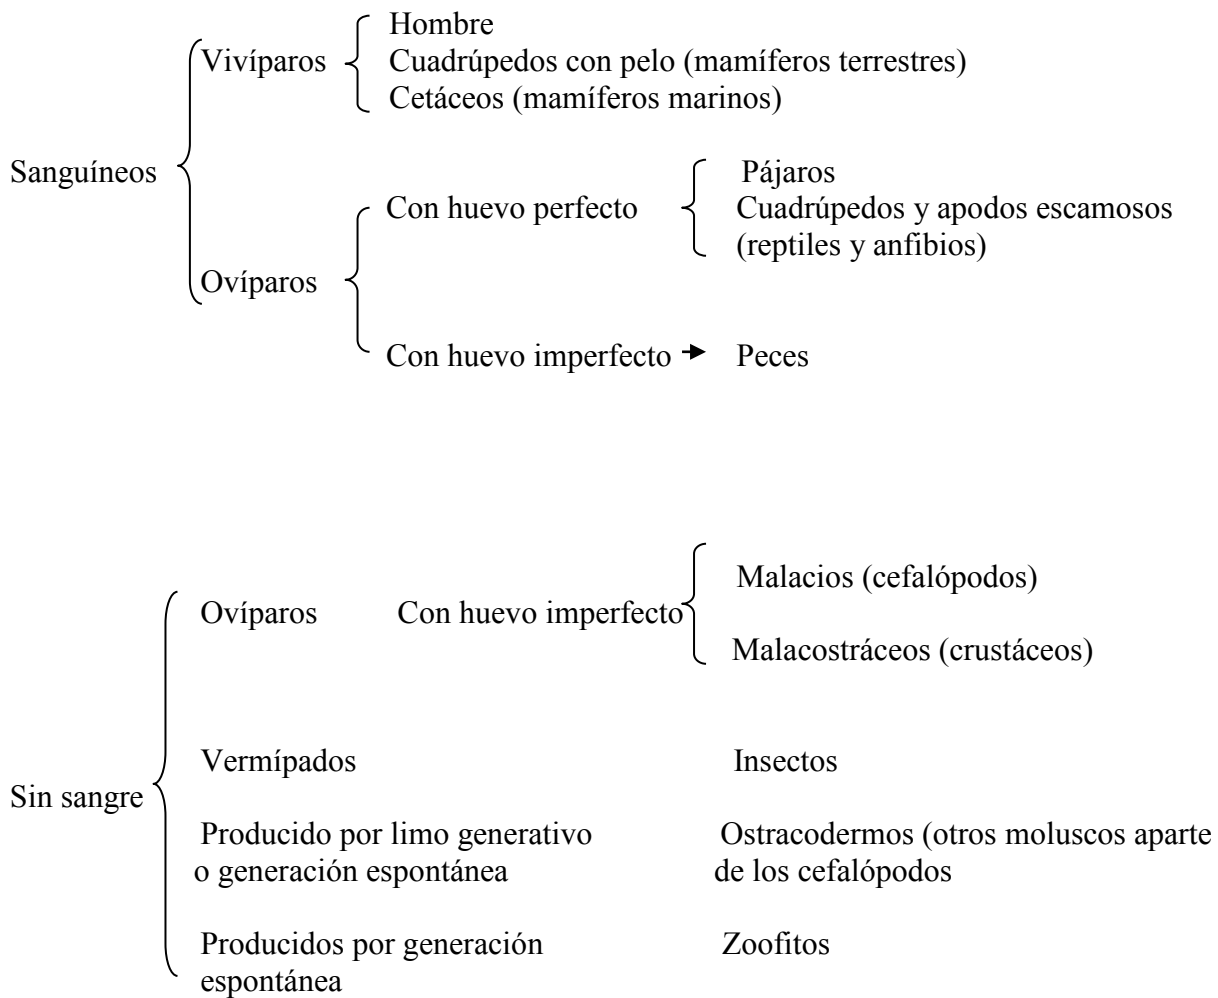 Hombre
Vivíparos
Cuadrúpedos con pelo (mamíferos terrestres)
Cetáceos (mamíferos marinos)
Sanguíneos
Pájaros
Con huevo perfecto
Cuadrúpedos y apodos escamosos
(reptiles y anfibios)
Ovíparos
Con huevo imperfecto
Peces
Malacios (cefalópodos)
Ovíparos
Con huevo imperfecto
Malacostráceos (crustáceos)
Vermípados
Insectos
Sin sangre
Producido por limo generativo
o generación espontánea
Ostracodermos (otros moluscos aparte
de los cefalópodos
Producidos por generación
espontánea
Zoofitos